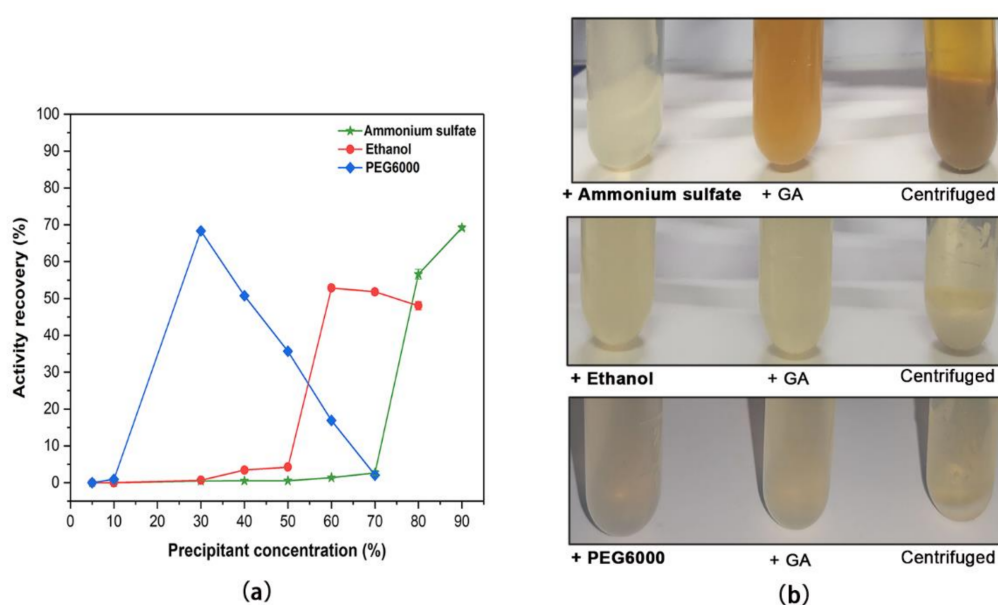 100
90
80
70
60
50
40
30
20
10
0
Activity recovery (%)
Ammonium sulfate
Ethanol
PEG6000
0 10 20 30 40 50 60 70 80 90
Precipitant concentration (%)
(a)
+ Ammonium sulfate + GA Centrifuged
+ Ethanol + GA Centrifuged
+ PEG6000 + GA Centrifuged
(b)